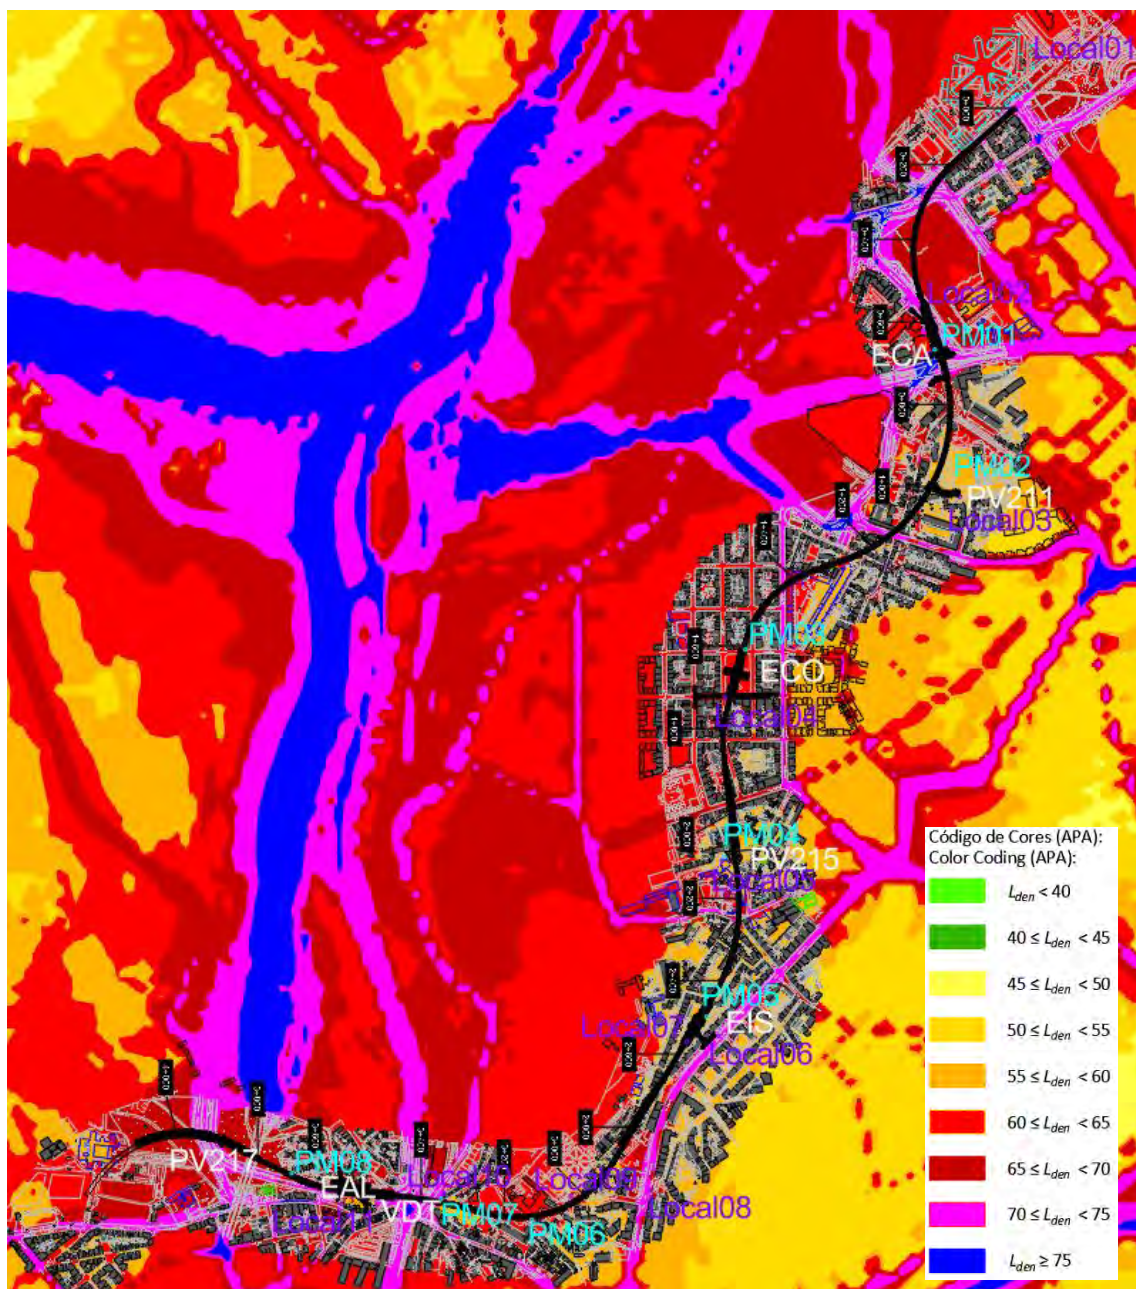 Local01
Local02
PM01
ECA
PM02
PV211
Local03
PM03
ECO
Local04
PM04
PV215
Local05
PM05
EIS
Local07
Local06
PV217
PM08
EAL
Local10
Local09
Local08
Local11
VDT
PM07
PM06
Código de Cores (APA):
Color Coding (APA):
Lden < 40
40 ≤ Lden < 45
45 ≤ Lden < 50
50 ≤ Lden < 55
55 ≤ Lden < 60
60 ≤ Lden < 65
65 ≤ Lden < 70
70 ≤ Lden < 75
Lden ≥ 75